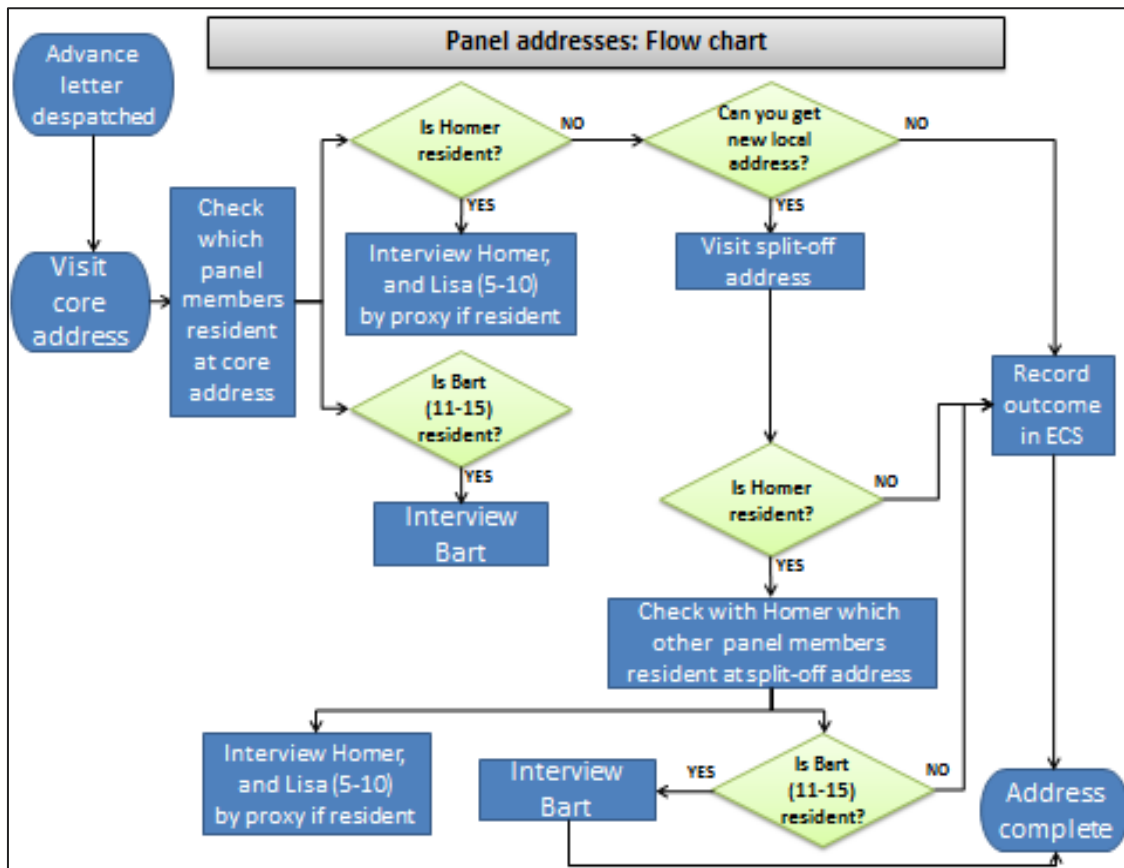 Panel addresses: Flow chart
Advance
letter
despatched
Visit
core
address
Check
which
panel
members
resident
at core
address
Is Homer
resident?
NO
YES
Interview Homer,
and Lisa (5-10)
by proxy if resident
Is Bart
(11-15)
resident?
YES
Interview
Bart
Can you get
new local
address?
NO
YES
Visit split-off
address
Is Homer
resident?
NO
YES
Check with Homer which
other panel members
resident at split-off address
Interview Homer,
and Lisa (5-10)
by proxy if resident
Is Bart
(11-15)
resident?
YES
NO
Interview
Bart
Record
outcome
in ECS
Address
complete